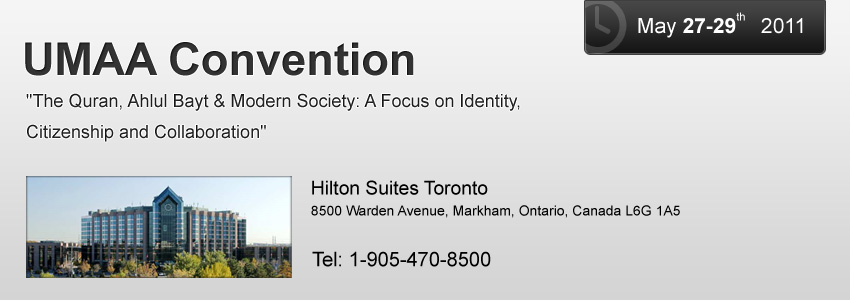 May 27-29th 2011
UMAA Convention
"The Quran, Ahlul Bayt & Modern Society: A Focus on Identity,
Citizenship and Collaboration"
Hilton Suites Toronto
8500 Warden Avenue, Markham, Ontario, Canada L6G 1A5
Tel: 1-905-470-8500